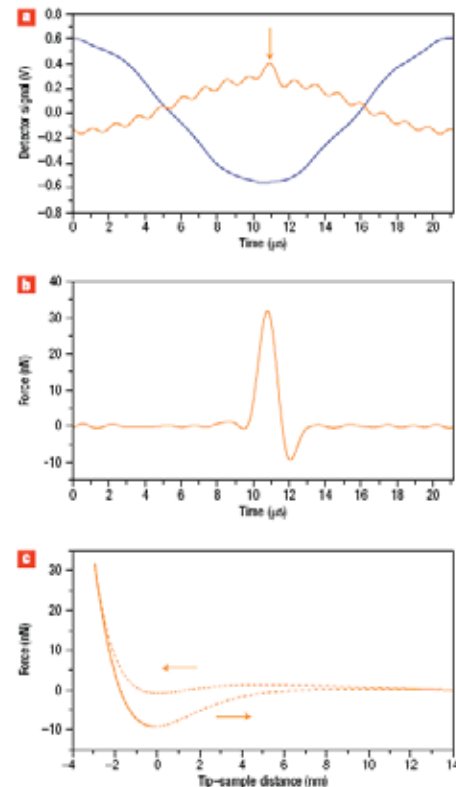 a
0.8
0.6
0.4
0.2
0.0
−0.2
−0.4
−0.6
−0.8
Detector signal (V)
0 2 4 6 8 10 12 14 16 18 20
Time (μs)
b
40
30
20
10
0
-10
Force (nN)
0 2 4 6 8 10 12 14 16 18 20
Time (μs)
c
30
20
10
0
−10
Force (nN)
−4 −2 0 2 4 6 8 10 12 14
Tip–sample distance (nm)